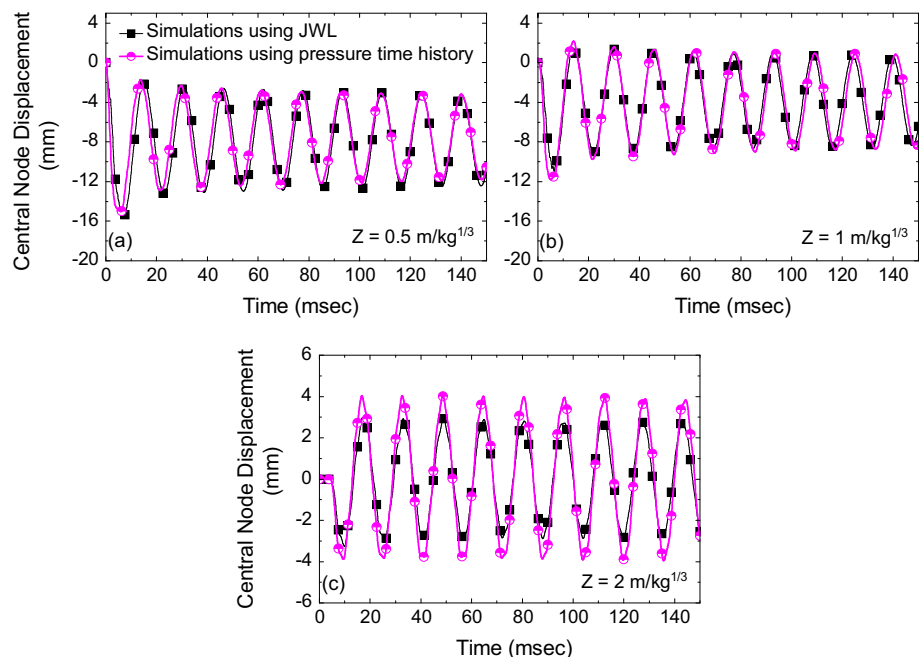 Simulations using JWL
Simulations using pressure time history
0
-4
-8
-12
-16
-20
Central Node Displacement
(mm)
(a)
Z = 0.5 m/kg1/3
0 20 40 60 80 100 120 140
Time (msec)
4
0
-4
-8
-12
-16
-20
(b)
Z = 1 m/kg1/3
0 20 40 60 80 100 120 140
Time (msec)
6
4
2
0
-2
-4
-6
Central Node Displacement
(mm)
(c)
Z = 2 m/kg1/3
0 20 40 60 80 100 120 140
Time (msec)